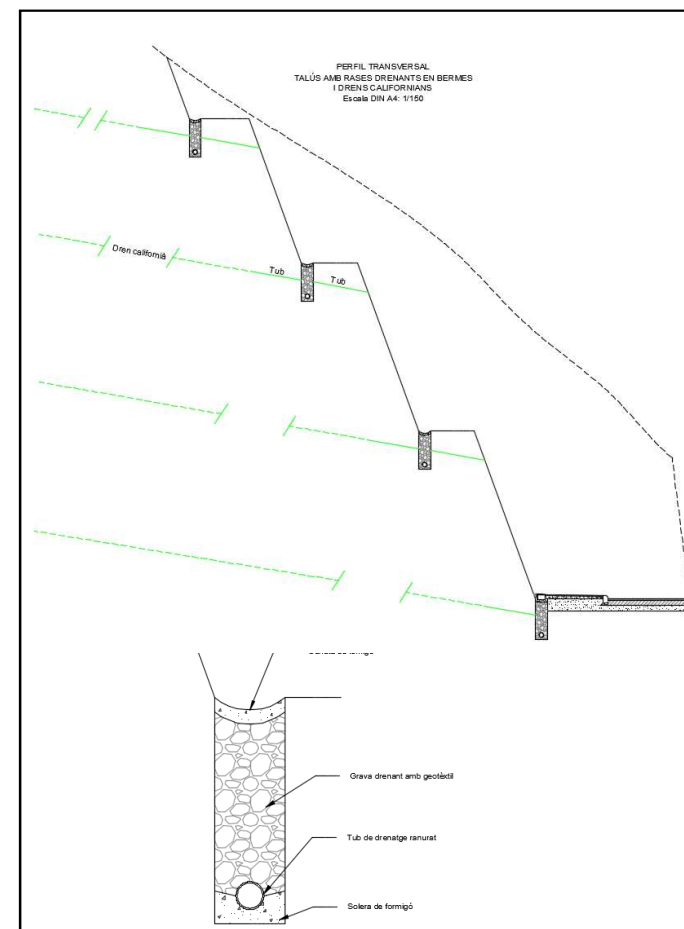 PERFIL TRANSVERSAL
TALÚS AMB RASES DRENANTS EN BERMES
I DRENS CALIFORNIANS
Escala DIN A4: 1/150
Dren californià
Tub
Tub
Grava drenant amb geotèxtil
Tub de drenatge ranurat
Solera de formigó